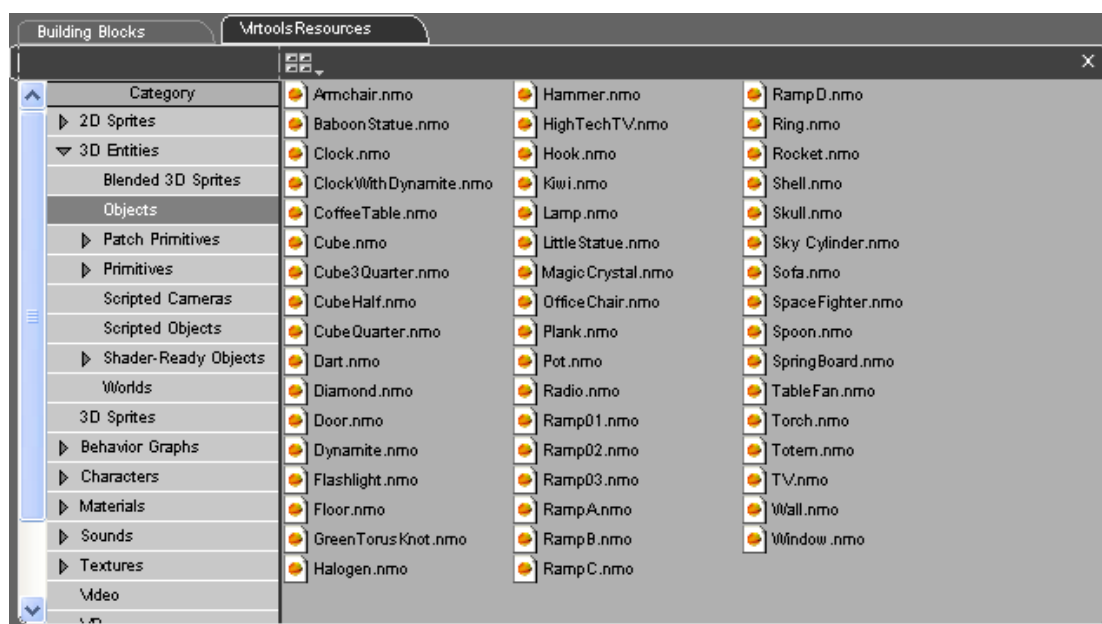 Building Blocks
Virtools Resources
Category
2D Sprites
3D Entities
Blended 3D Sprites
Objects
Patch Primitives
Primitives
Scripted Cameras
Scripted Objects
Shader-Ready Objects
Worlds
3D Sprites
Behavior Graphs
Characters
Materials
Sounds
Textures
Video
Armchair.nmo
BaboonStatue.nmo
Clock.nmo
ClockWithDynamite.nmo
CoffeeTable.nmo
Cube.nmo
Cube3Quarter.nmo
CubeHalf.nmo
CubeQuarter.nmo
Dart.nmo
Diamond.nmo
Door.nmo
Dynamite.nmo
Flashlight.nmo
Floor.nmo
GreenTorusKnot.nmo
Halogen.nmo
Hammer.nmo
HighTechTV.nmo
Hook.nmo
Kiwi.nmo
Lamp.nmo
LittleStatue.nmo
MagicCrystal.nmo
OfficeChair.nmo
Plank.nmo
Pot.nmo
Radio.nmo
Ramp01.nmo
Ramp02.nmo
Ramp03.nmo
RampA.nmo
RampB.nmo
RampC.nmo
RampD.nmo
Ring.nmo
Rocket.nmo
Shell.nmo
Skull.nmo
Sky Cylinder.nmo
Sofa.nmo
SpaceFighter.nmo
Spoon.nmo
SpringBoard.nmo
TableFan.nmo
Torch.nmo
Totem.nmo
TV.nmo
Wall.nmo
Window.nmo